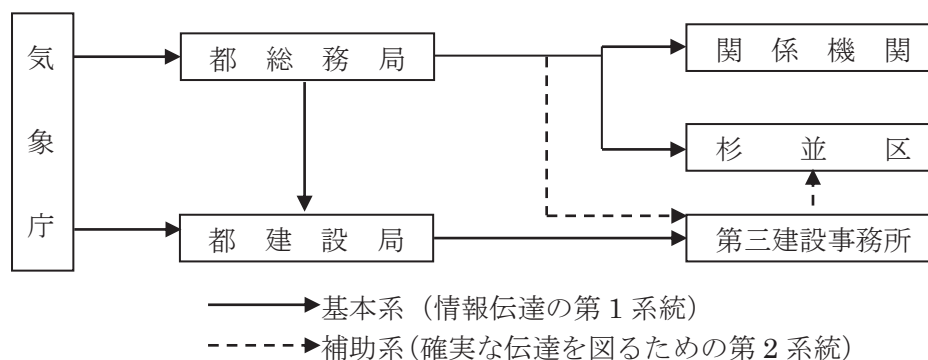 気象庁
都総務局
関係機関
杉並区
都建設局
第三建設事務所
基本系（情報伝達の第1系統）
補助系（確実な伝達を図るための第2系統）